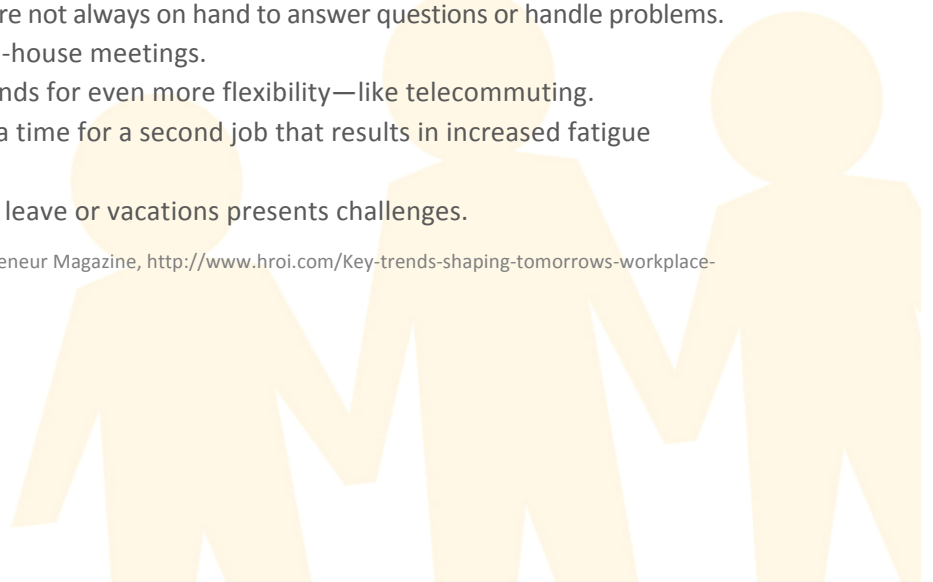 re not always on hand to answer questions or handle problems.
-house meetings.
nds for even more flexibility—like telecommuting.
a time for a second job that results in increased fatigue
leave or vacations presents challenges.
eneur Magazine, http://www.hroi.com/Key-trends-shaping-tomorrows-workplace-